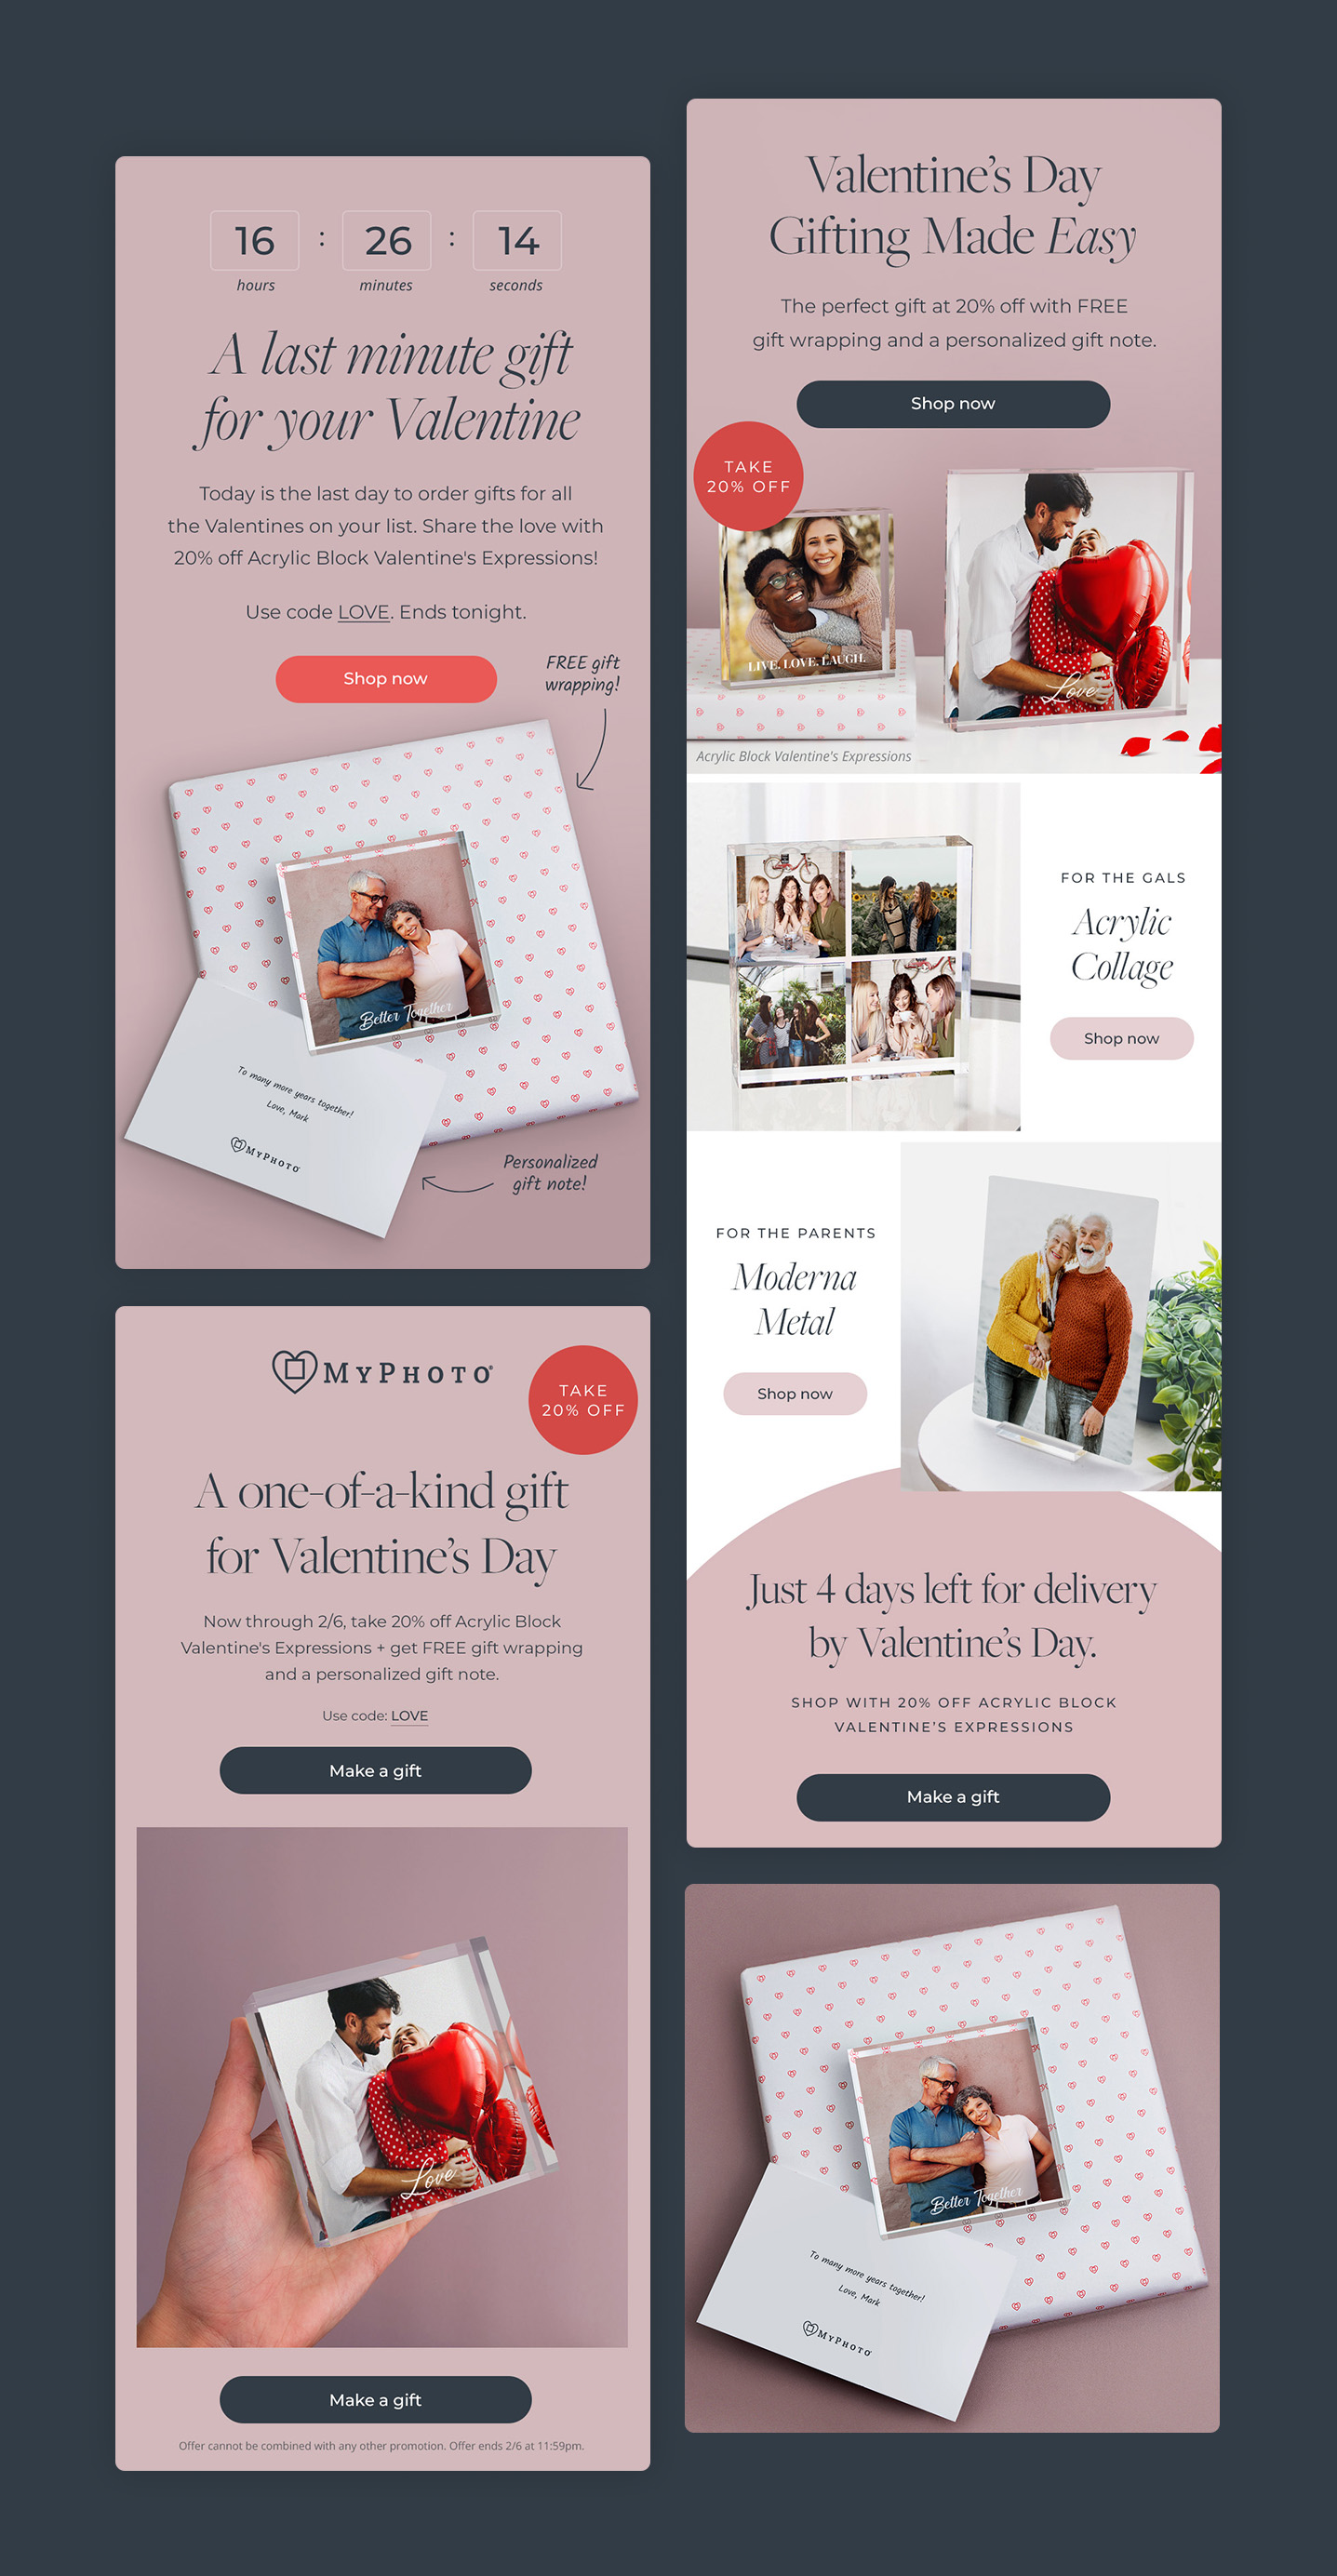 16 : 26 : 14
hours minutes seconds
A last minute gift
for your Valentine
Today is the last day to order gifts for all
the Valentines on your list. Share the love with
20% off Acrylic Block Valentine's Expressions!
Use code LOVE. Ends tonight.
Shop now
FREE gift
wrapping!
Better Together
To many more years together!
Love, Mark
MYPHOTO
Personalized
gift note!
MYPHOTO®
TAKE
20% OFF
A one-of-a-kind gift
for Valentine’s Day
Now through 2/6, take 20% off Acrylic Block
Valentine's Expressions + get FREE gift wrapping
and a personalized gift note.
Use code: LOVE
Make a gift
Love
Make a gift
Offer cannot be combined with any other promotion. Offer ends 2/6 at 11:59pm.
Valentine’s Day
Gifting Made Easy
The perfect gift at 20% off with FREE
gift wrapping and a personalized gift note.
Shop now
TAKE
20% OFF
LIVE. LOVE. LAUGH.
Love
Acrylic Block Valentine's Expressions
FOR THE GALS
Acrylic
Collage
Shop now
FOR THE PARENTS
Moderna
Metal
Shop now
Just 4 days left for delivery
by Valentine’s Day.
SHOP WITH 20% OFF ACRYLIC BLOCK
VALENTINE’S EXPRESSIONS
Make a gift
Better Together
To many more years together!
Love, Mark
MYPHOTO